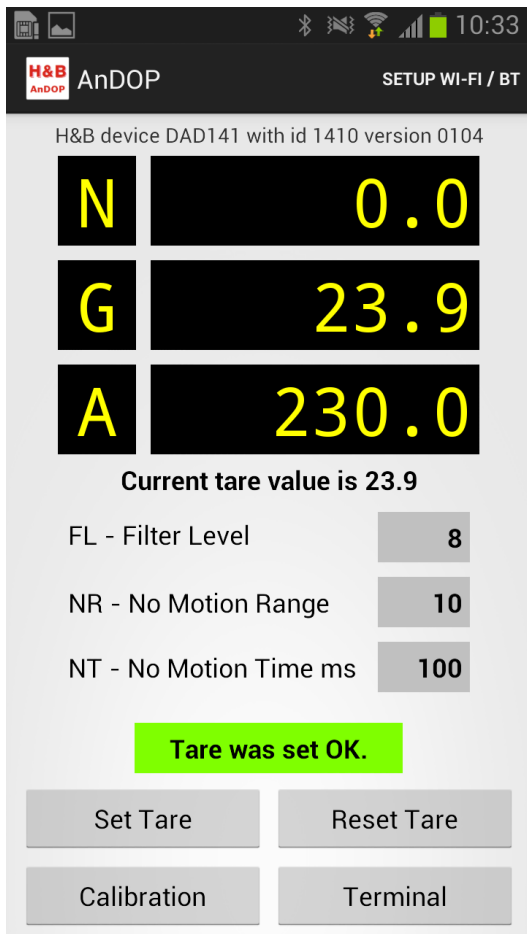 10:33
H&B
AnDOP
AnDOP
SETUP WI-FI / BT
H&B device DAD141 with id 1410 version 0104
N 0.0
G 23.9
A 230.0
Current tare value is 23.9
FL - Filter Level 8
NR - No Motion Range 10
NT - No Motion Time ms 100
Tare was set OK.
Set Tare Reset Tare
Calibration Terminal